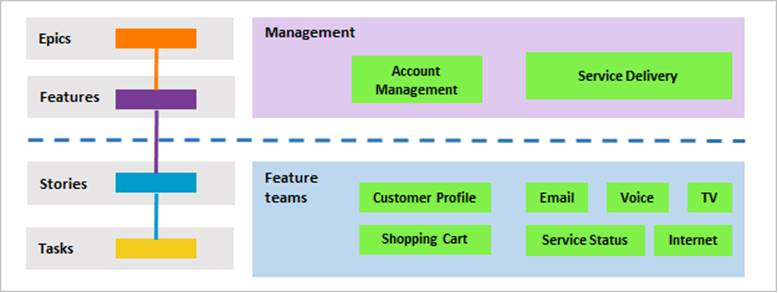 Epics
Features
Stories
Tasks
Management
Account
Management
Service Delivery
Feature
teams
Customer Profile
Email
Voice
TV
Shopping Cart
Service Status
Internet